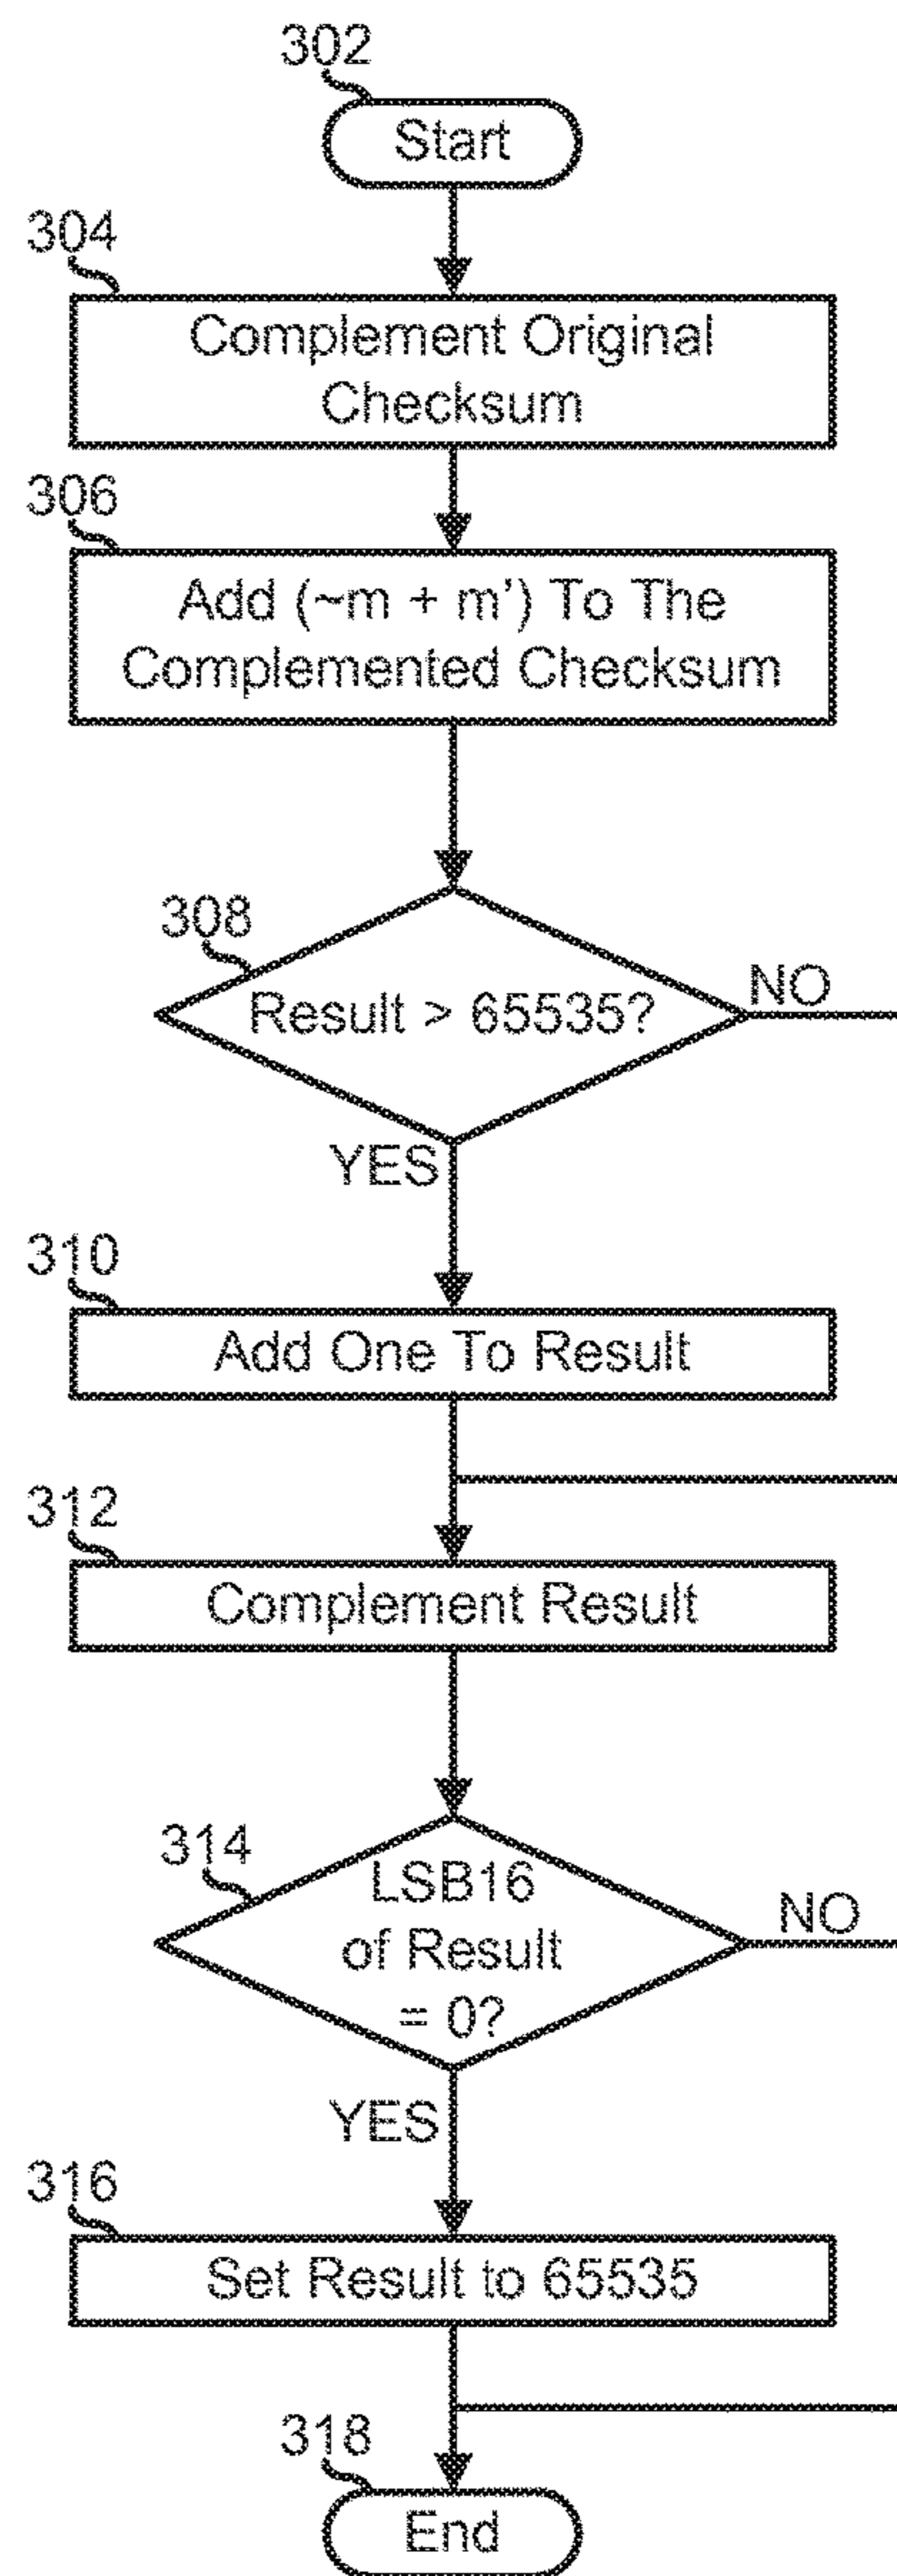 302
Start
304
Complement Original
Checksum
306
Add (~m + m’) To The
Complemented Checksum
308
Result > 65535?
NO
YES
310
Add One To Result
312
Complement Result
314
LSB16
of Result
= 0?
NO
YES
316
Set Result to 65535
318
End